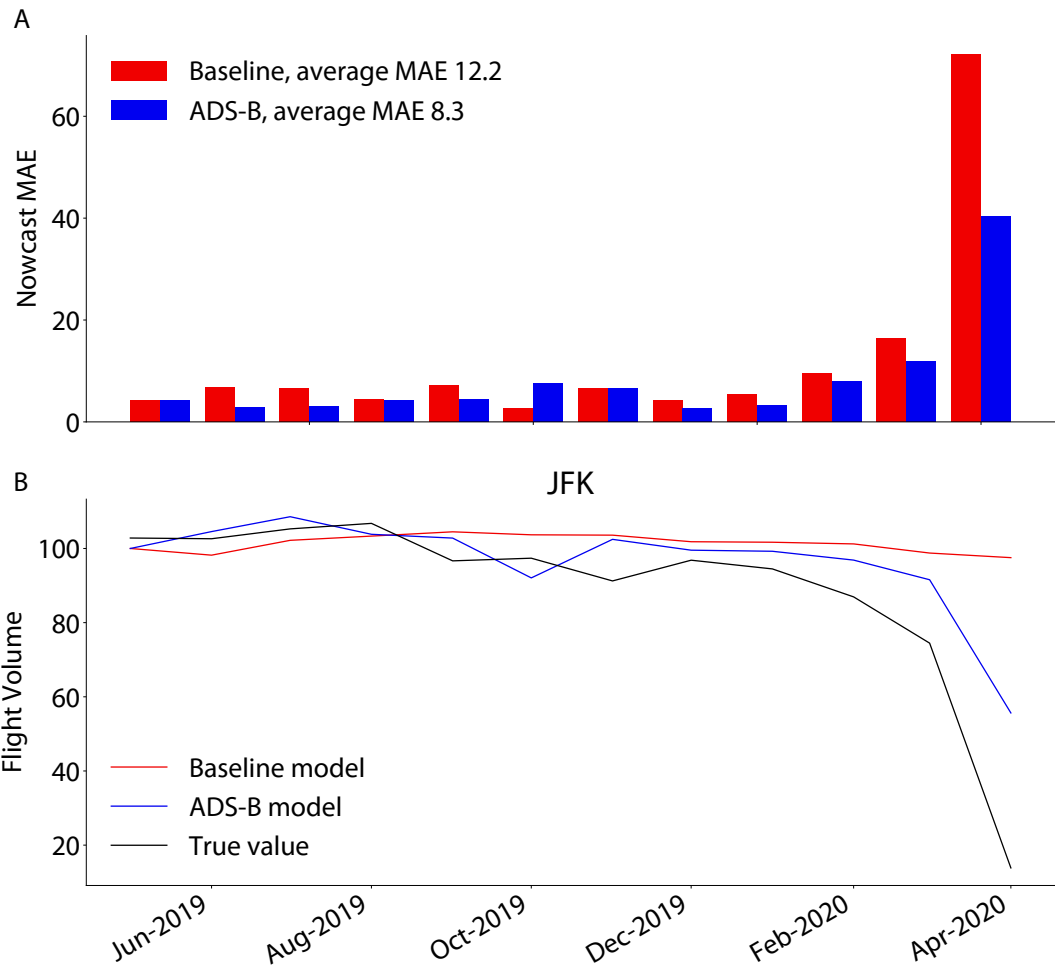 A
Baseline, average MAE 12.2
ADS-B, average MAE 8.3
Nowcast MAE
60
40
20
0
B
JFK
Flight Volume
100
80
60
40
20
Baseline model
ADS-B model
True value
Jun-2019
Aug-2019
Oct-2019
Dec-2019
Feb-2020
Apr-2020